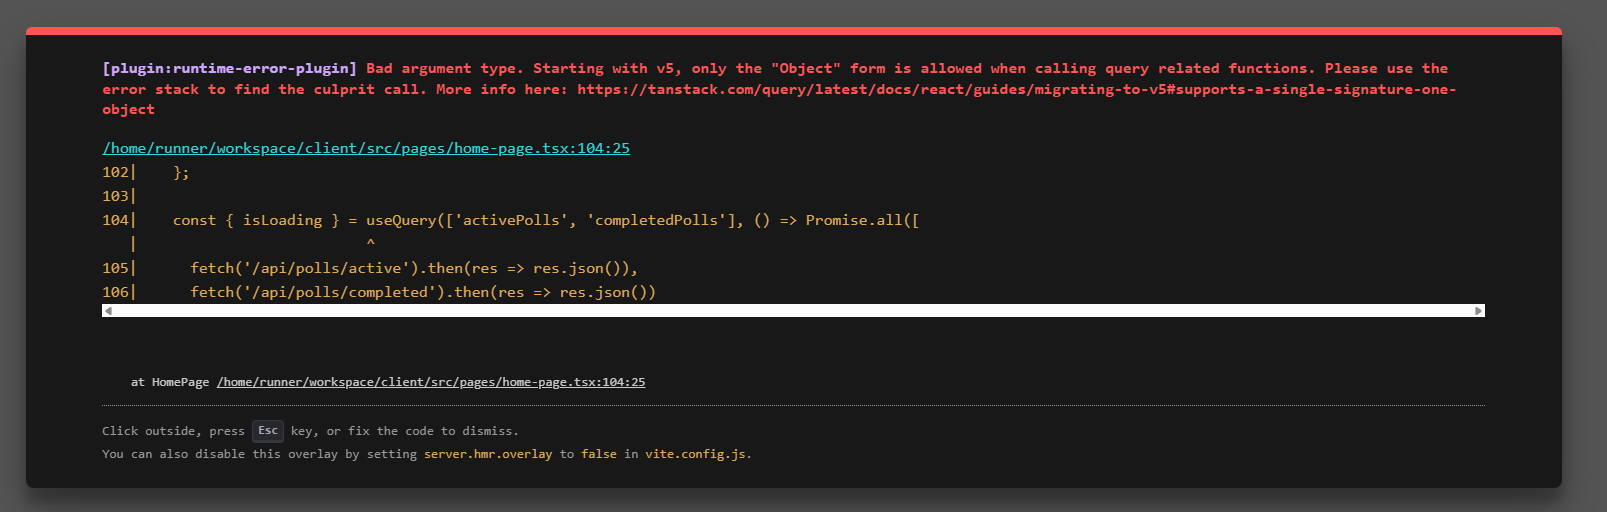 [plugin:runtime-error-plugin] Bad argument type. Starting with v5, only the "Object" form is allowed when calling query related functions. Please use the
error stack to find the culprit call. More info here: https://tanstack.com/query/latest/docs/react/guides/migrating-to-v5#supports-a-single-signature-one-
object
/home/runner/workspace/client/src/pages/home-page.tsx:104:25
102|    };
103|
104|    const { isLoading } = useQuery(['activePolls', 'completedPolls'], () => Promise.all([
   |                          ^
105|      fetch('/api/polls/active').then(res => res.json()),
106|      fetch('/api/polls/completed').then(res => res.json())
at HomePage /home/runner/workspace/client/src/pages/home-page.tsx:104:25
Click outside, press Esc key, or fix the code to dismiss.
You can also disable this overlay by setting server.hmr.overlay to false in vite.config.js.